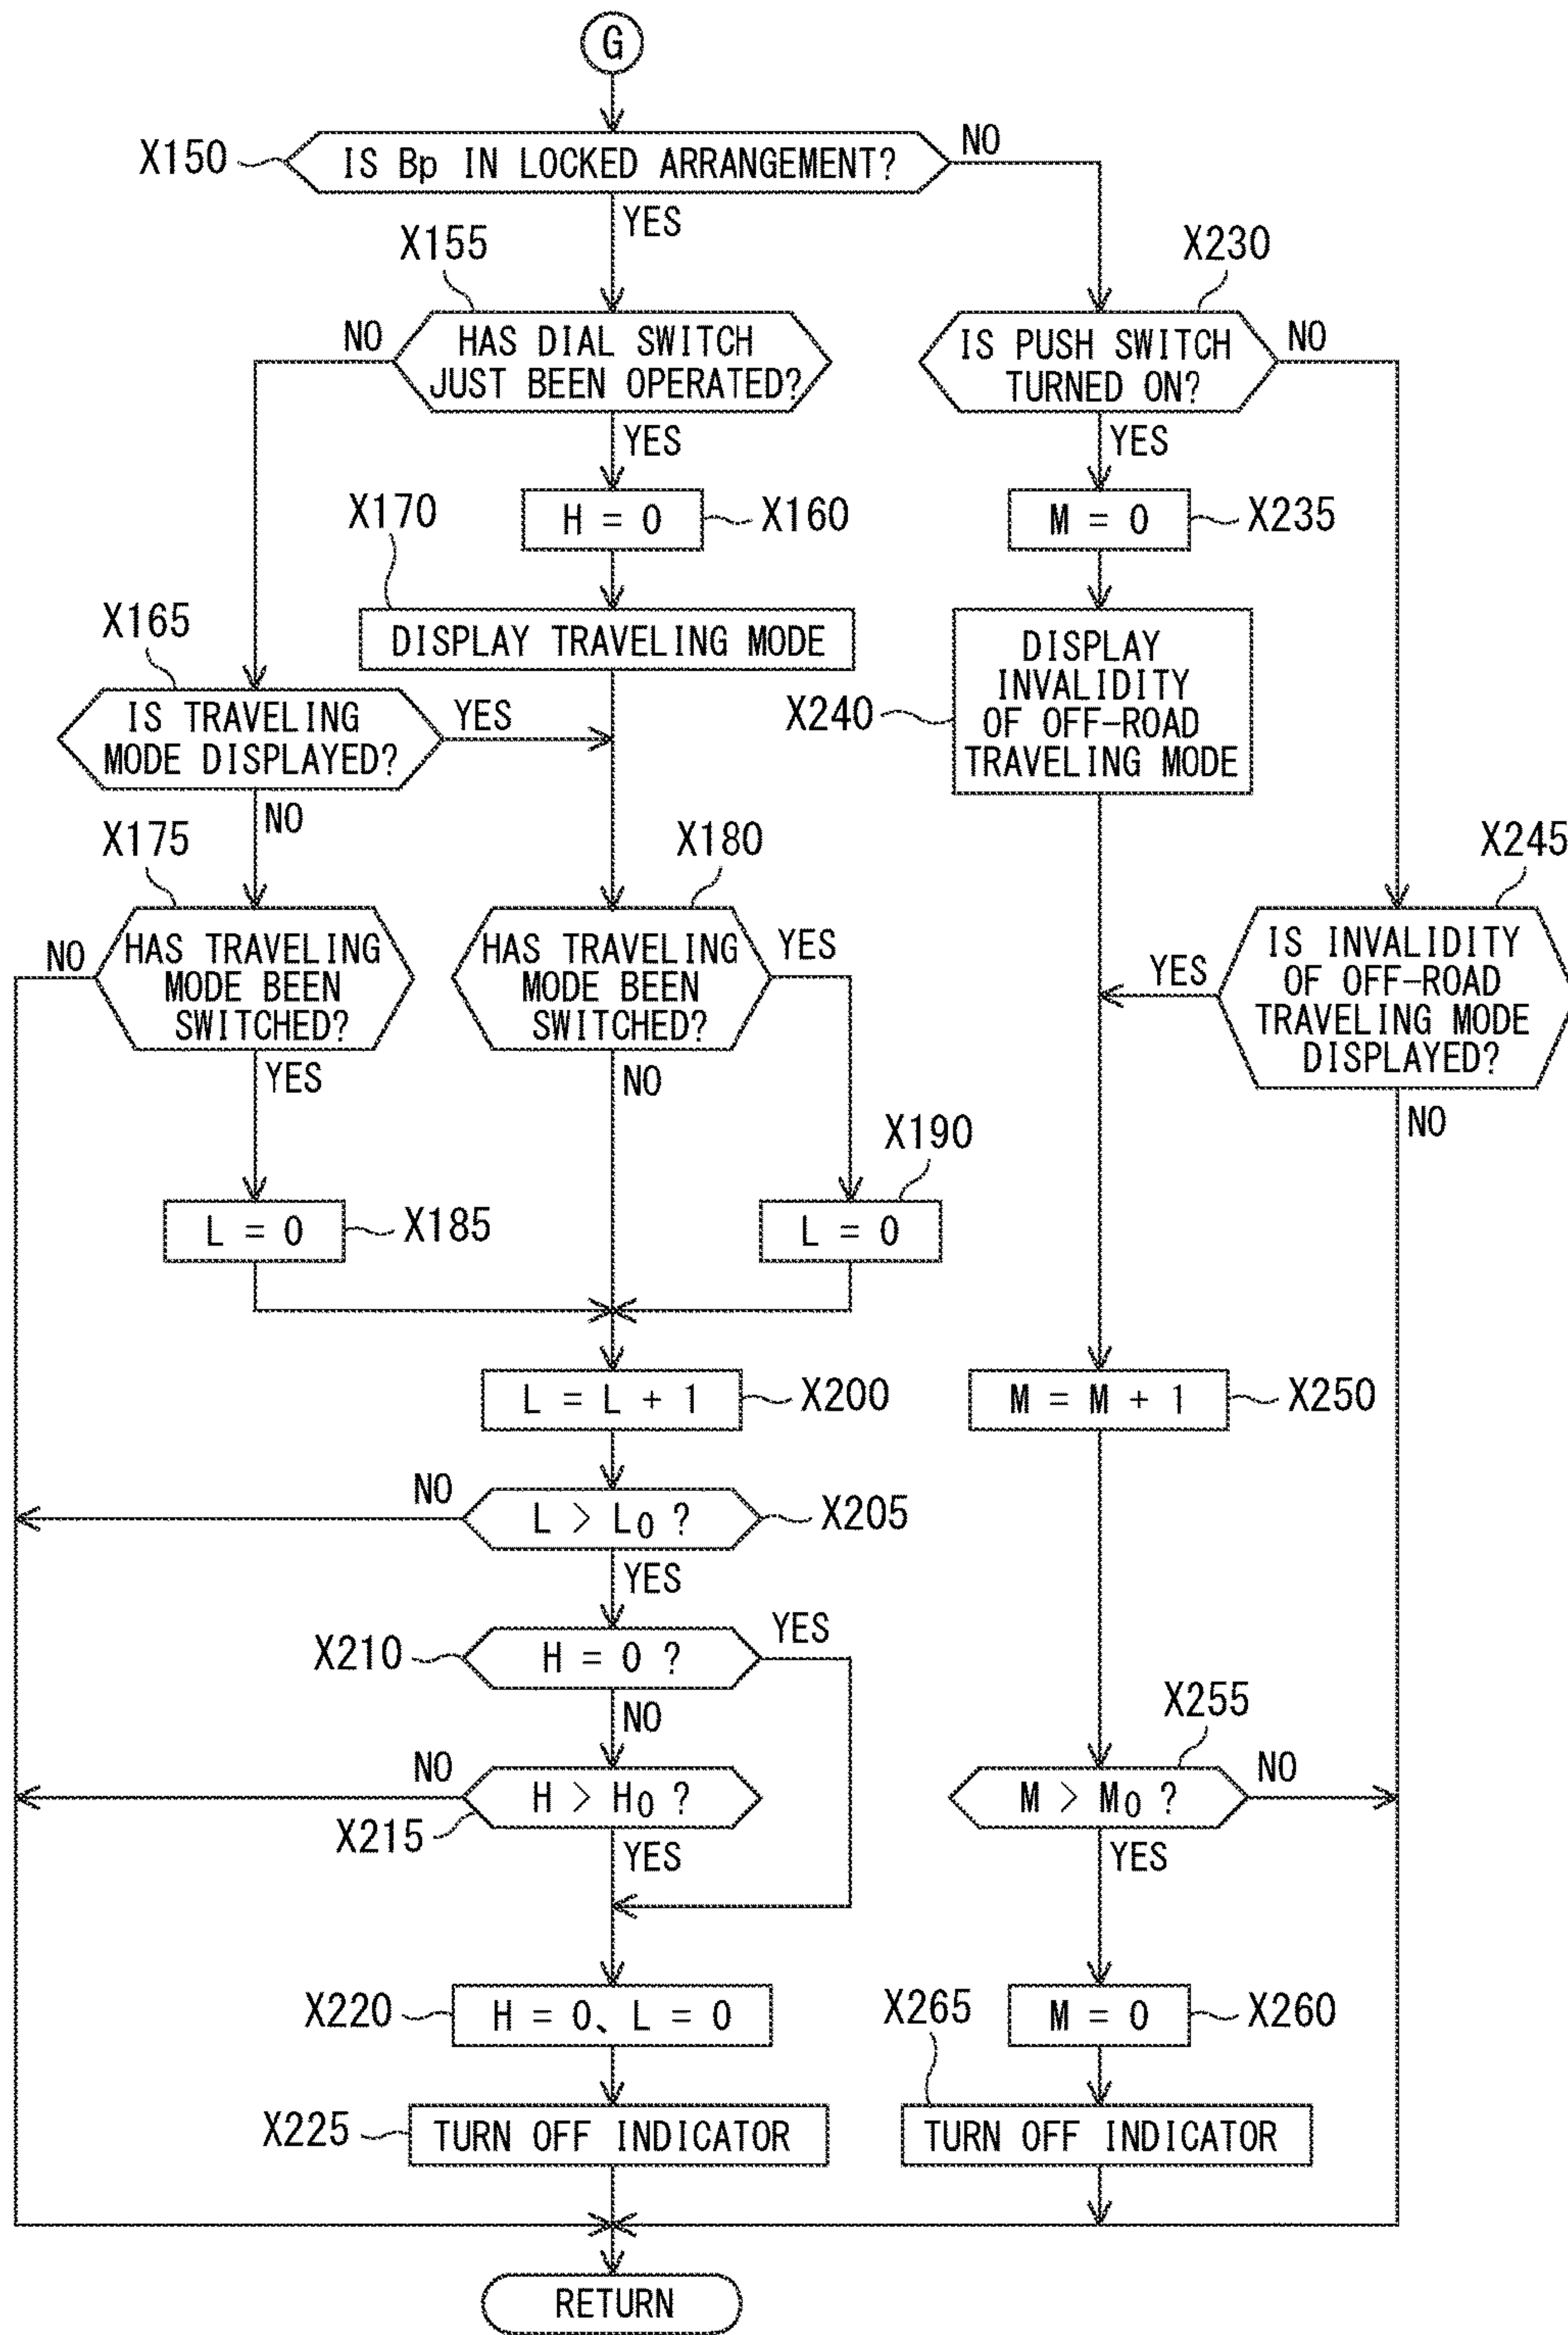 G
X150
IS Bp IN LOCKED ARRANGEMENT?
NO
YES
X155
X230
NO
HAS DIAL SWITCH
JUST BEEN OPERATED?
IS PUSH SWITCH
TURNED ON?
NO
YES
YES
X170
H = 0
X160
M = 0
X235
X165
DISPLAY TRAVELING MODE
DISPLAY
INVALIDITY
OF OFF-ROAD
TRAVELING MODE
X240
IS TRAVELING
MODE DISPLAYED?
YES
NO
X175
X180
X245
NO
HAS TRAVELING
MODE BEEN
SWITCHED?
HAS TRAVELING
MODE BEEN
SWITCHED?
YES
YES
IS INVALIDITY
OF OFF-ROAD
TRAVELING MODE
DISPLAYED?
YES
NO
NO
X190
L = 0
X185
L = 0
L = L + 1
X200
M = M + 1
X250
NO
L > L0 ?
X205
YES
X210
H = 0 ?
YES
NO
X255
NO
H > H0 ?
X215
M > M0 ?
NO
YES
YES
X220
H = 0、L = 0
X265
M = 0
X260
X225
TURN OFF INDICATOR
TURN OFF INDICATOR
RETURN